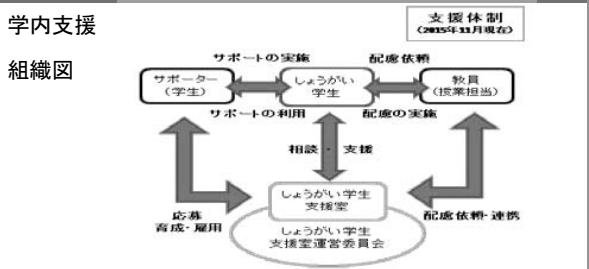 学内支援
組織図
支援体制
(2015年11月現在)
サポートの実施
配慮依頼
サポーター
(学生)
しょうがい
学生
教員
(授業担当)
サポートの利用
配慮の実施
相談・支援
しょうがい学生
支援室
応募
育成・雇用
配慮依頼・連携
しょうがい学生
支援室運営委員会